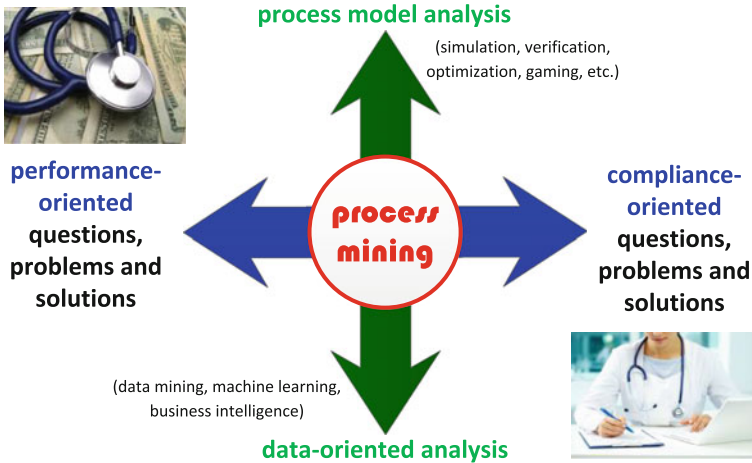 process model analysis
(simulation, verification,
optimization, gaming, etc.)
performance-
oriented
questions,
problems and
solutions
process
mining
compliance-
oriented
questions,
problems and
solutions
(data mining, machine learning,
business intelligence)
data-oriented analysis